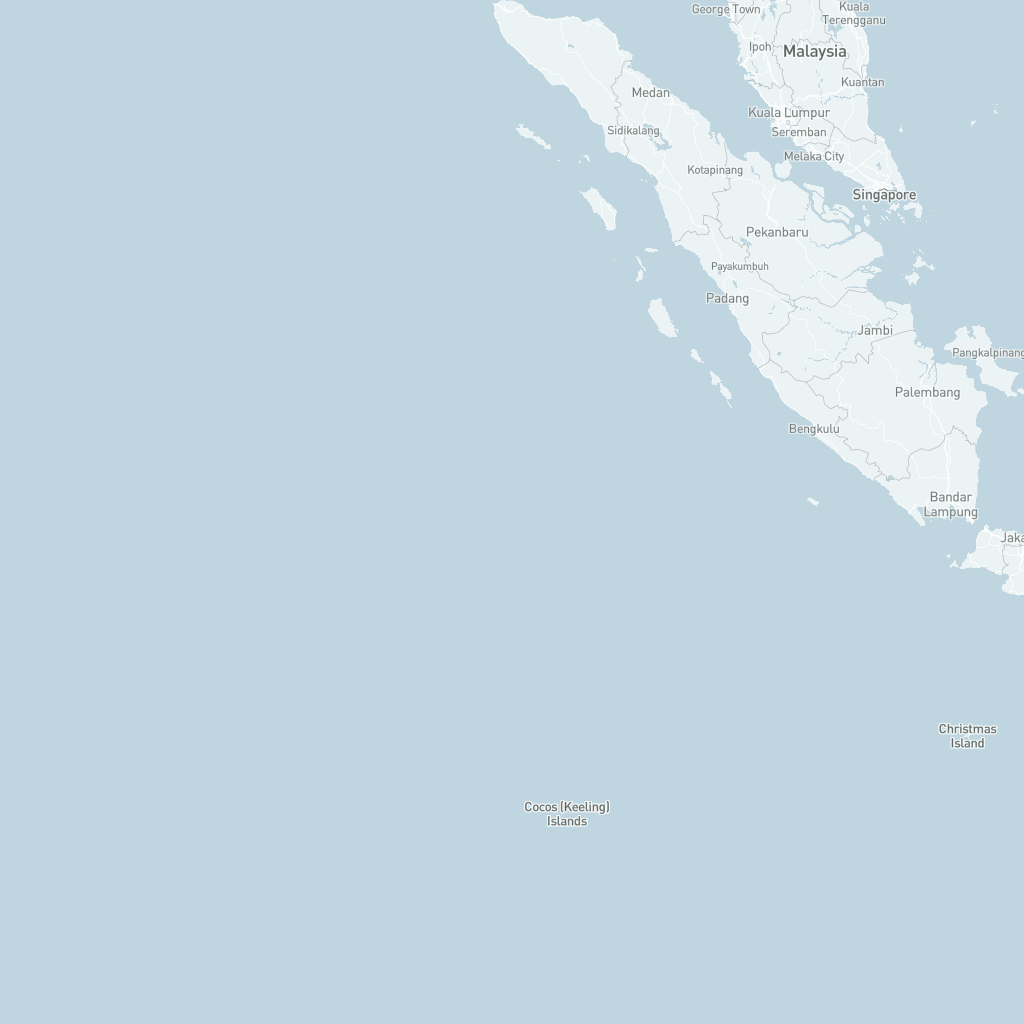 George Town
Kuala
Terengganu
Ipoh
Malaysia
Kuantan
Medan
Kuala Lumpur
Sidikalang
Seremban
Melaka City
Kotapinang
Singapore
Pekanbaru
Payakumbuh
Padang
Jambi
Pangkalpinang
Palembang
Bengkulu
Bandar
Lampung
Jaka
Christmas
Island
Cocos (Keeling)
Islands